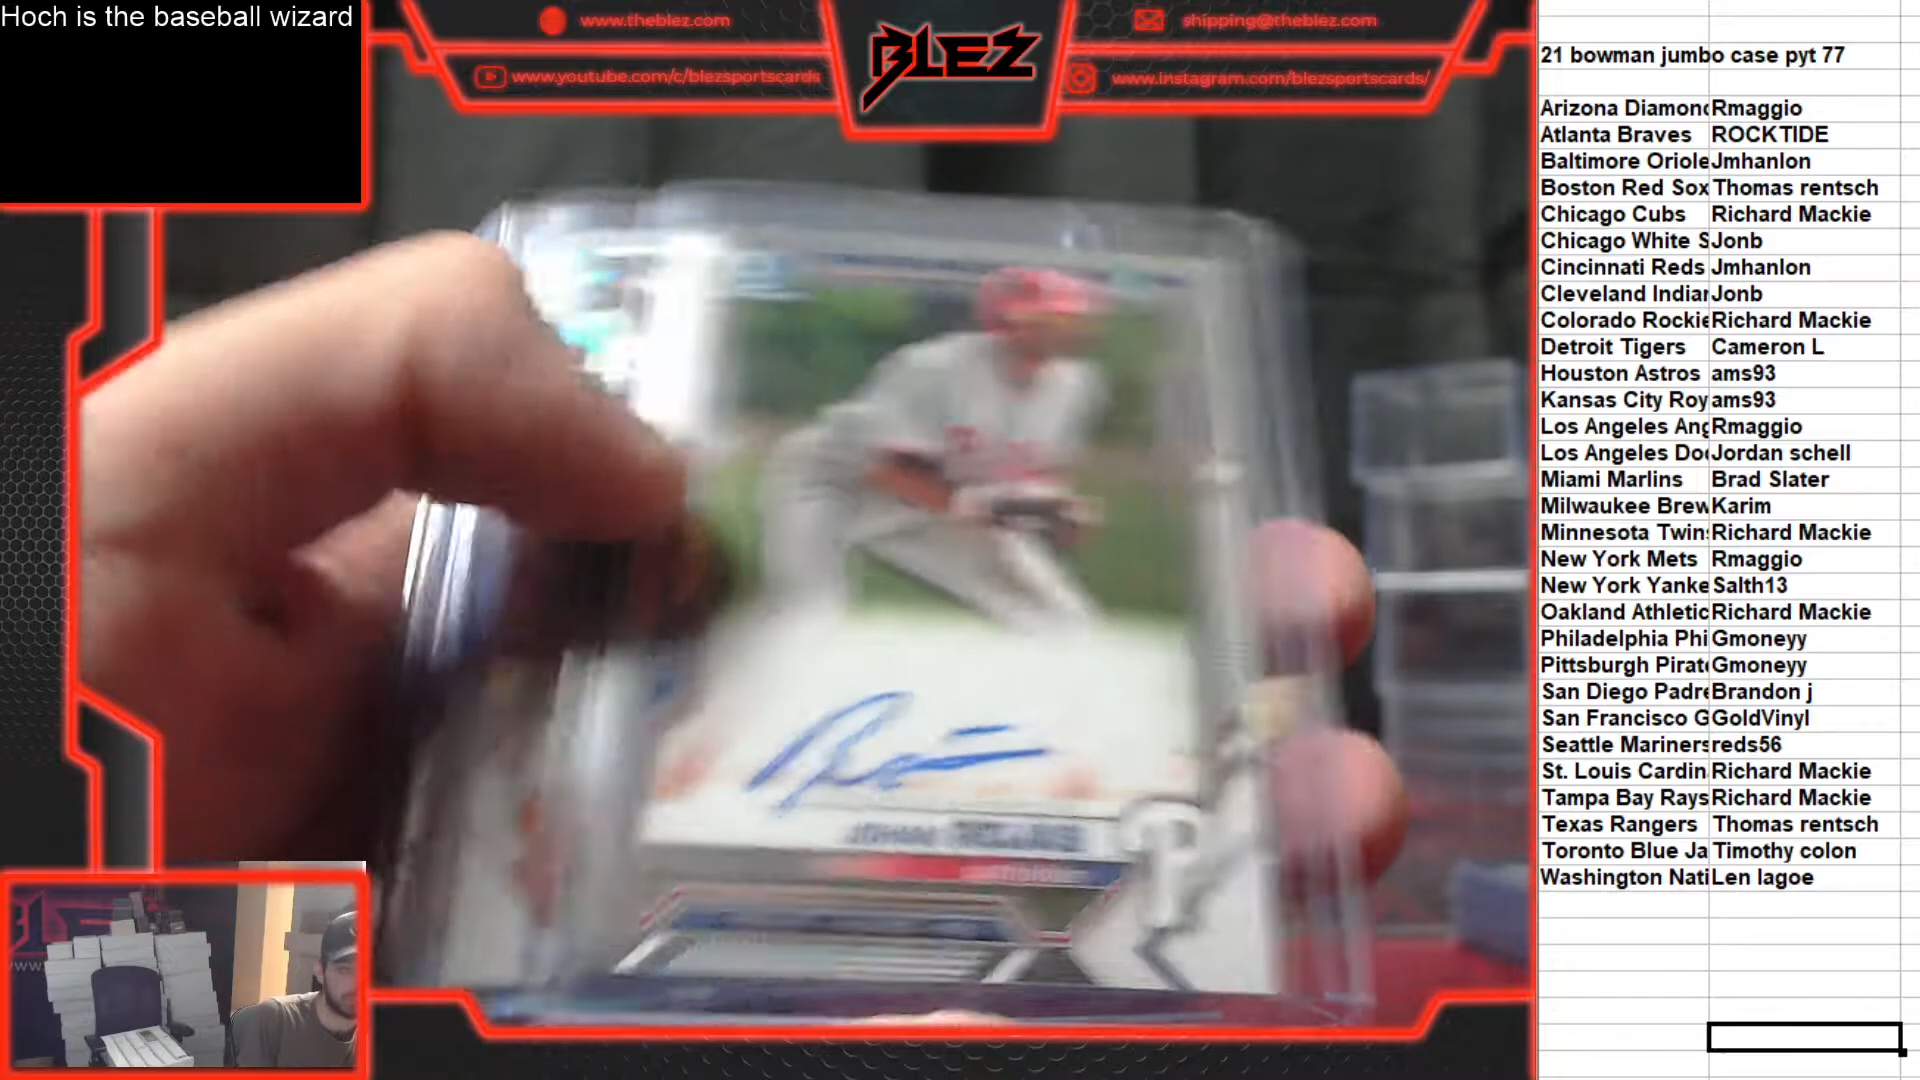 Hoch is the baseball wizard
www.theblez.com
shipping@theblez.com
BLEZ
www.youtube.com/c/blezsportscards
www.instagram.com/blezsportscards/
21 bowman jumbo case pyt 77
Arizona Diamond Rmaggio
Atlanta Braves ROCKTIDE
Baltimore Oriole Jmhanlon
Boston Red Sox Thomas rentsch
Chicago Cubs Richard Mackie
Chicago White S Jonb
Cincinnati Reds Jmhanlon
Cleveland Indian Jonb
Colorado Rockie Richard Mackie
Detroit Tigers Cameron L
Houston Astros ams93
Kansas City Roy ams93
Los Angeles Ang Rmaggio
Los Angeles Dod Jordan schell
Miami Marlins Brad Slater
Milwaukee Brew Karim
Minnesota Twins Richard Mackie
New York Mets Rmaggio
New York Yanke Salth13
Oakland Athletic Richard Mackie
Philadelphia Phi Gmoneyy
Pittsburgh Pirate Gmoneyy
San Diego Padre Brandon j
San Francisco G GoldVinyl
Seattle Mariners reds56
St. Louis Cardin Richard Mackie
Tampa Bay Rays Richard Mackie
Texas Rangers Thomas rentsch
Toronto Blue Ja Timothy colon
Washington Nati Len lagoe